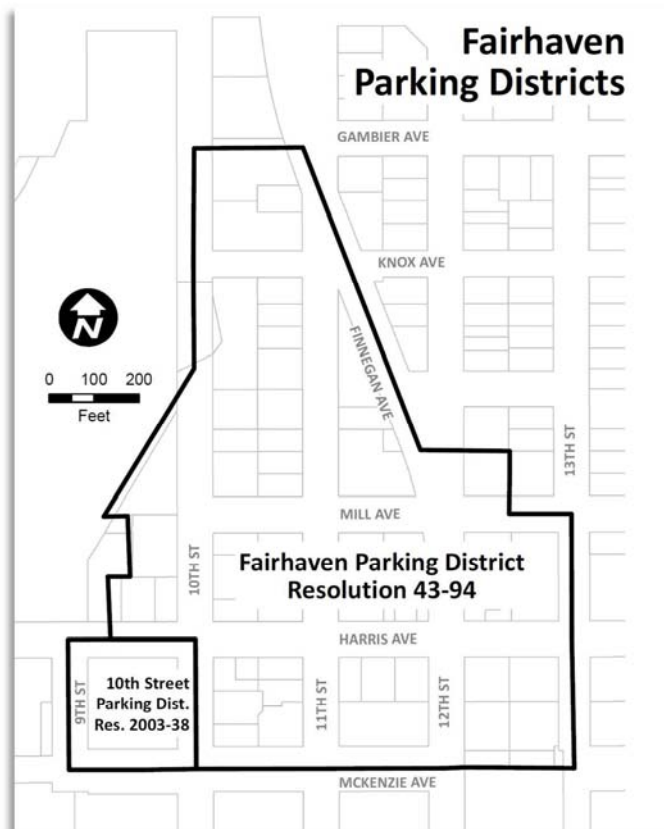 Fairhaven
Parking Districts
GAMBIER AVE
KNOX AVE
N
0 100 200
Feet
FINNEGAN AVE
13TH ST
MILL AVE
10TH ST
Fairhaven Parking District
Resolution 43-94
HARRIS AVE
9TH ST
10th Street
Parking Dist.
Res. 2003-38
11TH ST
12TH ST
MCKENZIE AVE